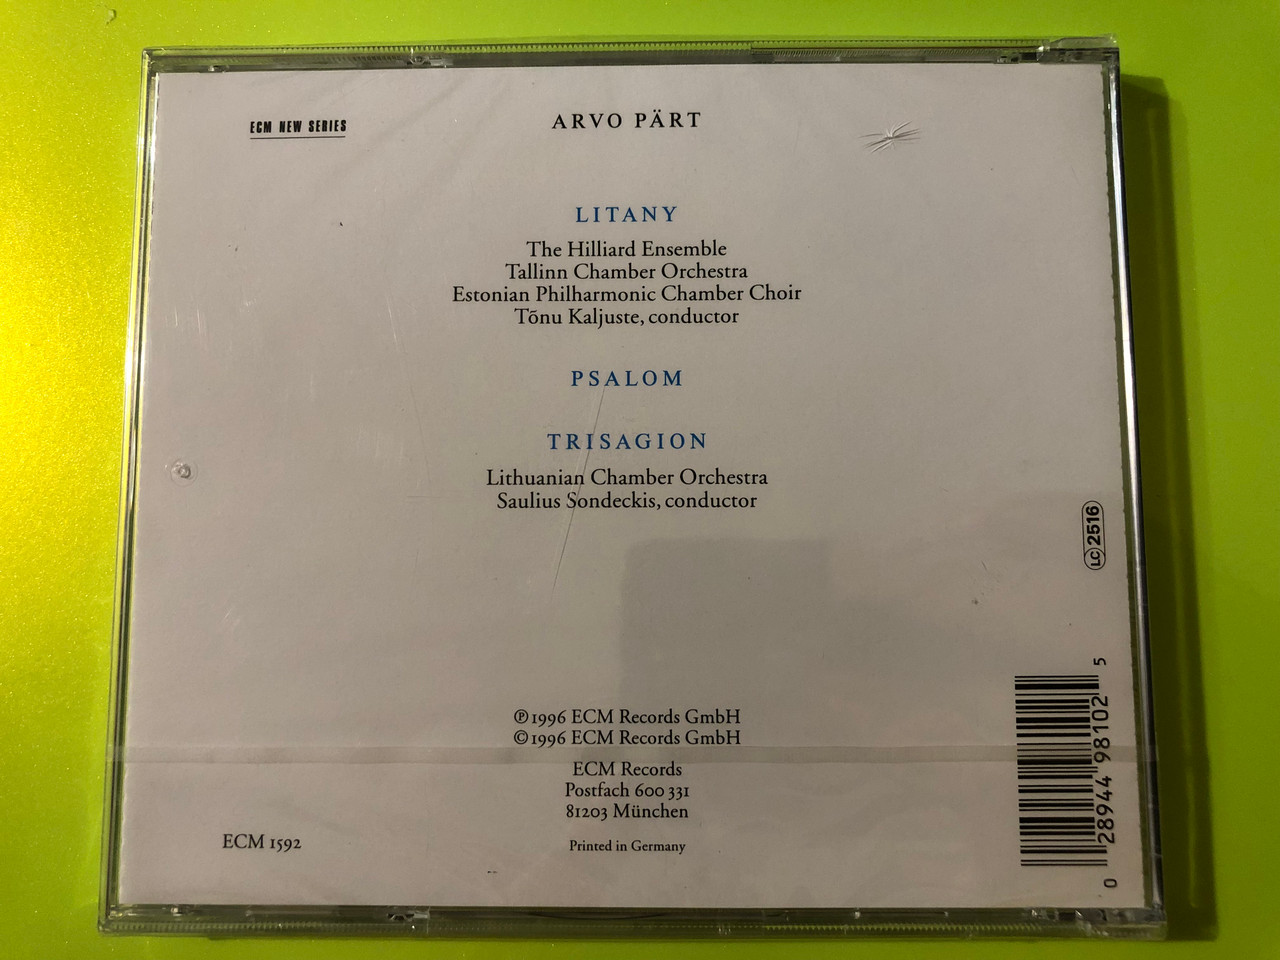 ECM NEW SERIES
ARVO PÄRT
LITANY
The Hilliard Ensemble
Tallinn Chamber Orchestra
Estonian Philharmonic Chamber Choir
Tõnu Kaljuste, conductor
PSALOM
TRISAGION
Lithuanian Chamber Orchestra
Saulius Sondeckis, conductor
LC 2516
℗ 1996 ECM Records GmbH
© 1996 ECM Records GmbH
ECM Records
Postfach 600 331
81203 München
Printed in Germany
ECM 1592
0 28944 98102 5